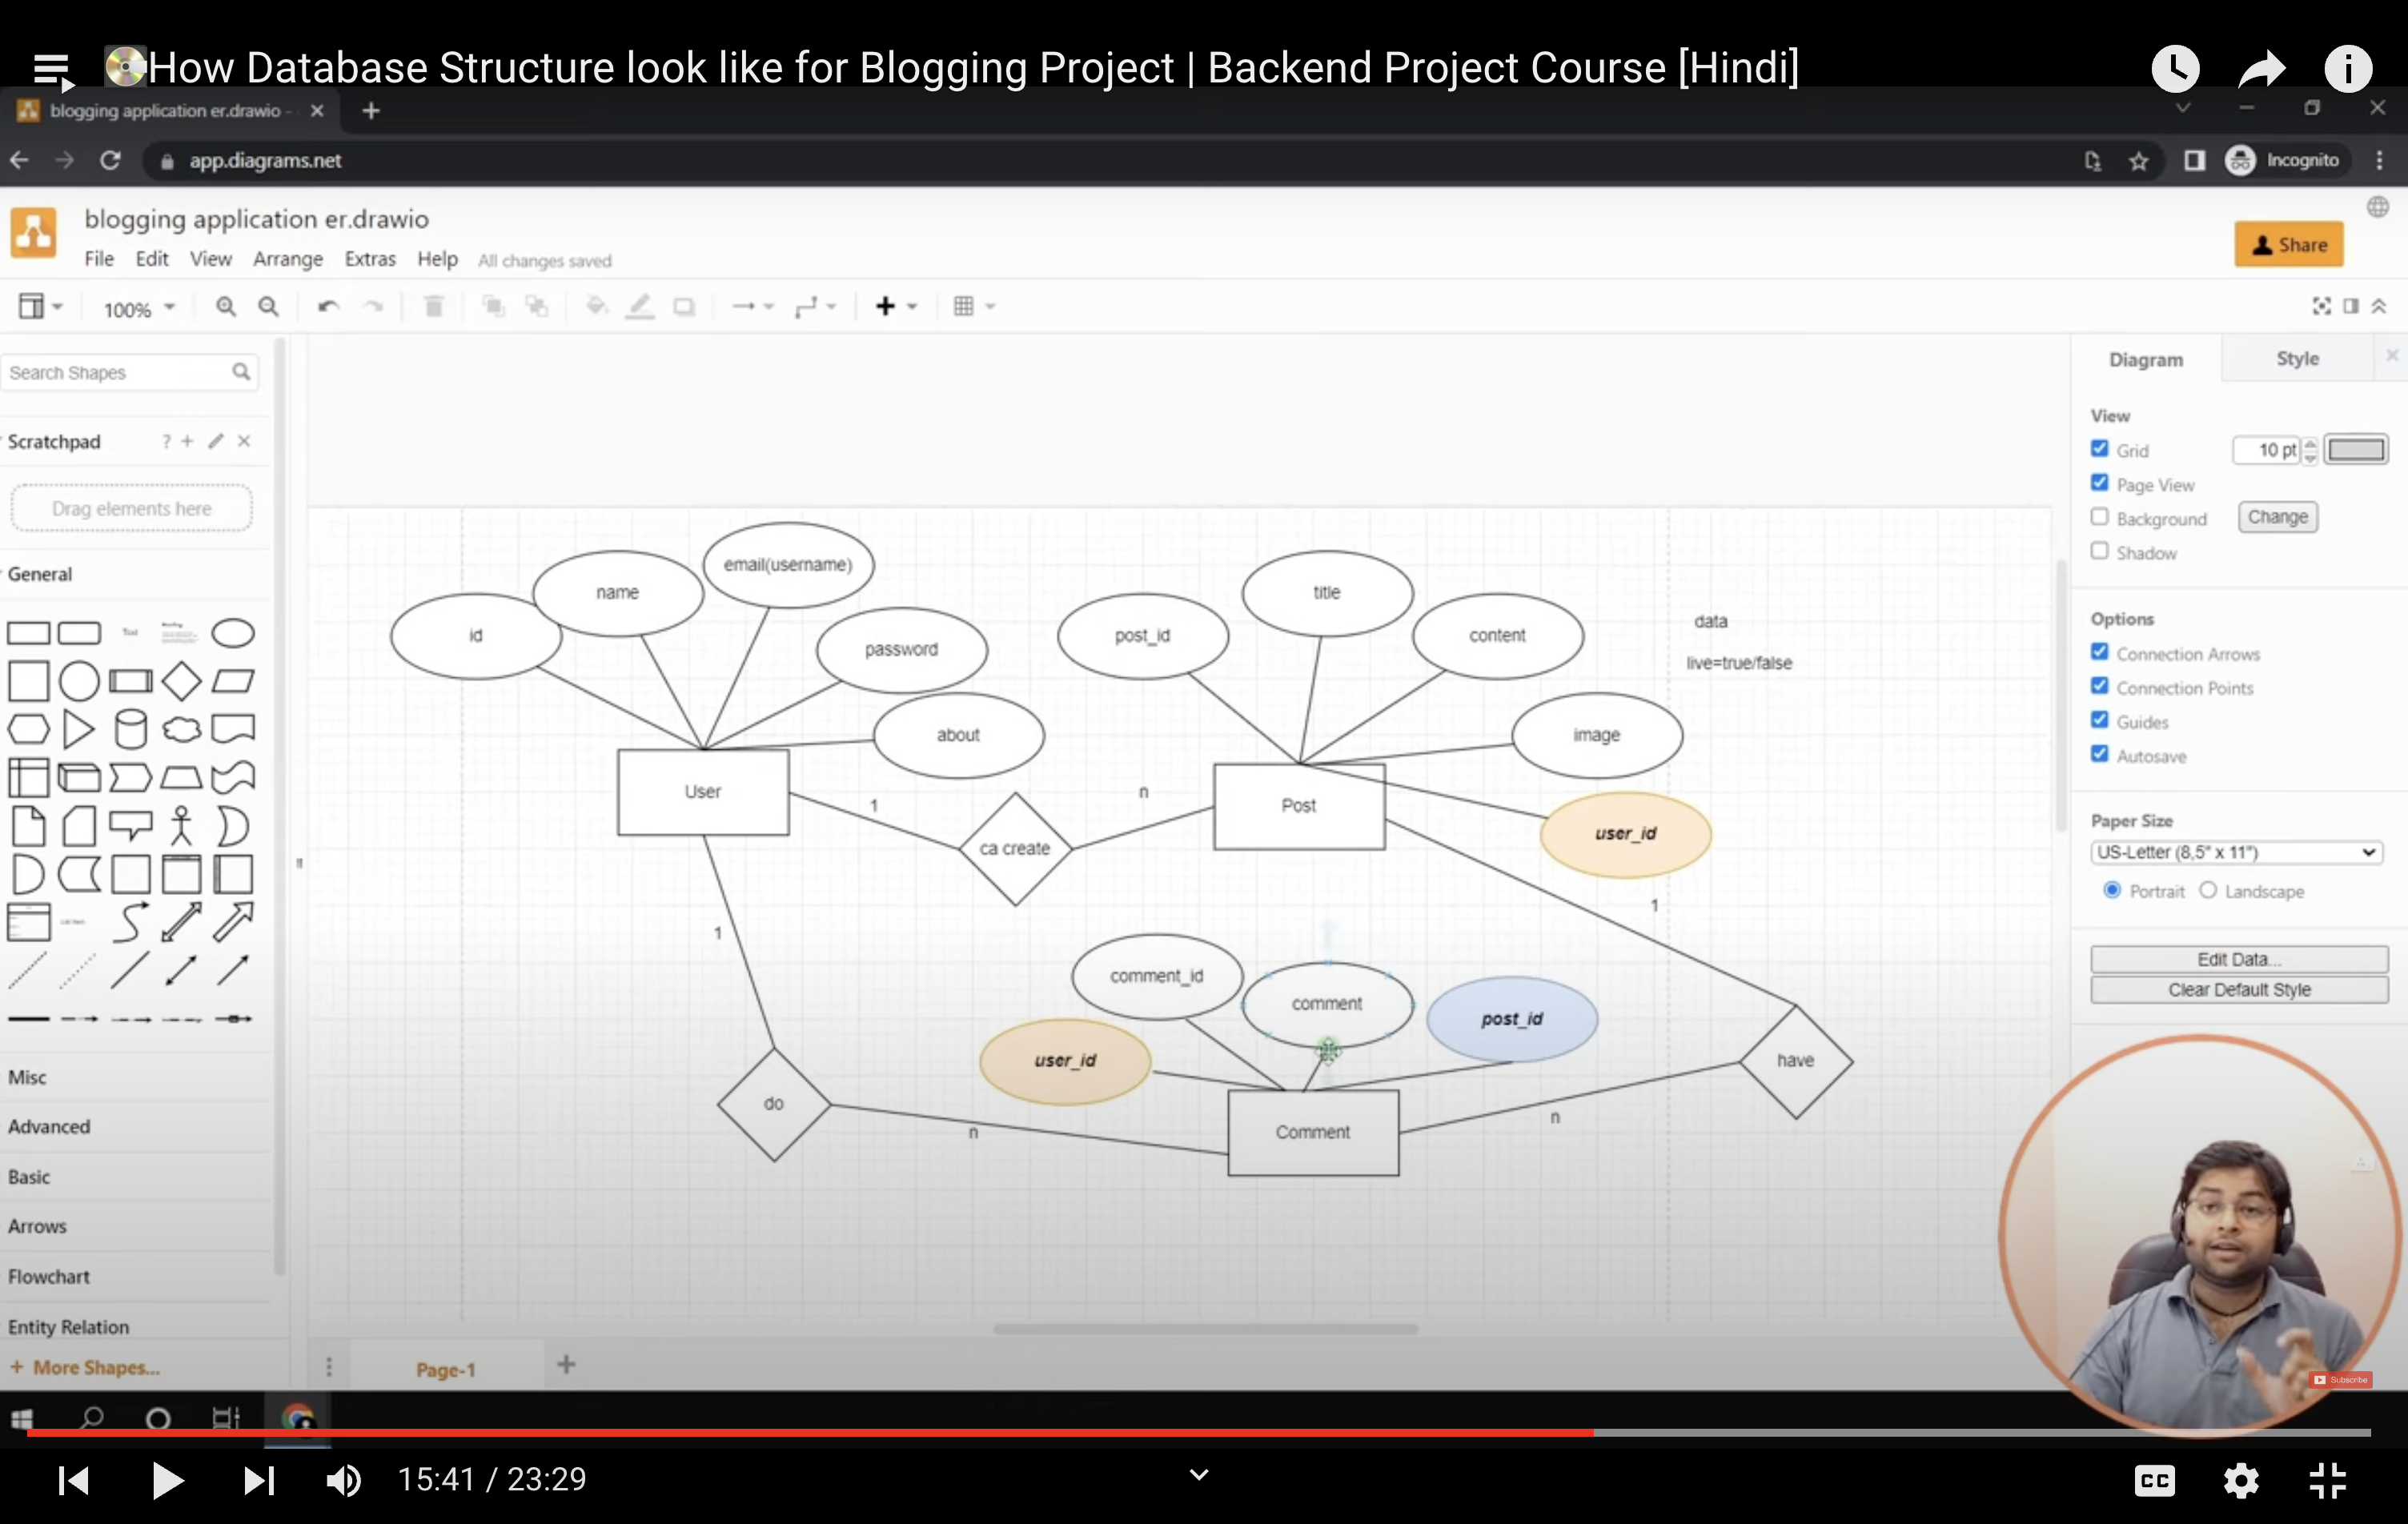 How Database Structure look like for Blogging Project | Backend Project Course [Hindi]
blogging application er.drawio -
app.diagrams.net
Incognito
blogging application er.drawio
File Edit View Arrange Extras Help All changes saved
Share
100%
Search Shapes
Scratchpad
?
Drag elements here
General
Text
Heading
List Item
Misc
Advanced
Basic
Arrows
Flowchart
Entity Relation
+ More Shapes...
id
name
email(username)
password
about
User
1
ca create
n
post_id
title
content
image
user_id
Post
data
live=true/false
1
1
do
n
comment_id
comment
post_id
user_id
Comment
n
have
Page-1
Diagram
Style
View
Grid
10 pt
Page View
Background
Change
Shadow
Options
Connection Arrows
Connection Points
Guides
Autosave
Paper Size
US-Letter (8,5" x 11")
Portrait
Landscape
Edit Data...
Clear Default Style
Subscribe
15:41 / 23:29
CC